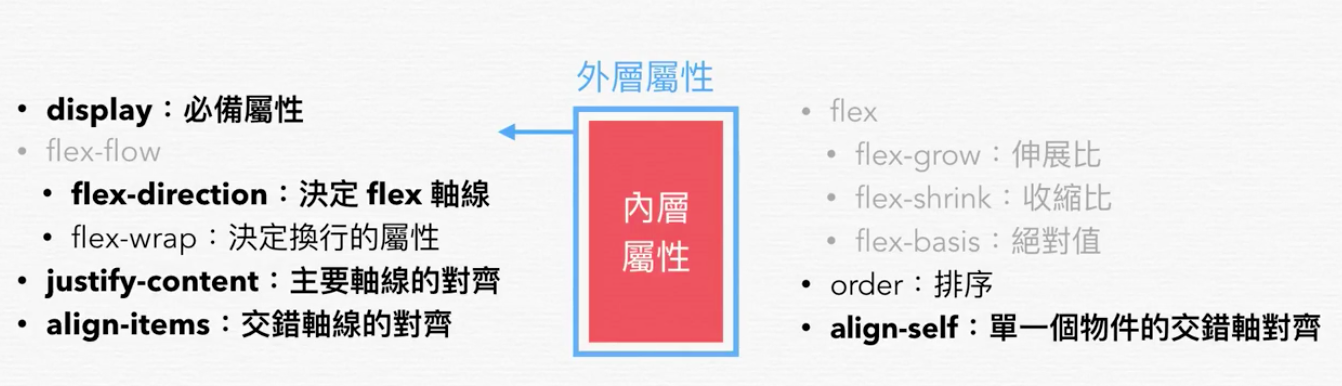 外層屬性
• display：必備屬性
• flex-flow
• flex-direction：決定 flex 軸線
• flex-wrap：決定換行的屬性
• justify-content：主要軸線的對齊
• align-items：交錯軸線的對齊
內層
屬性
• flex
• flex-grow：伸展比
• flex-shrink：收縮比
• flex-basis：絕對值
• order：排序
• align-self：單一個物件的交錯軸對齊